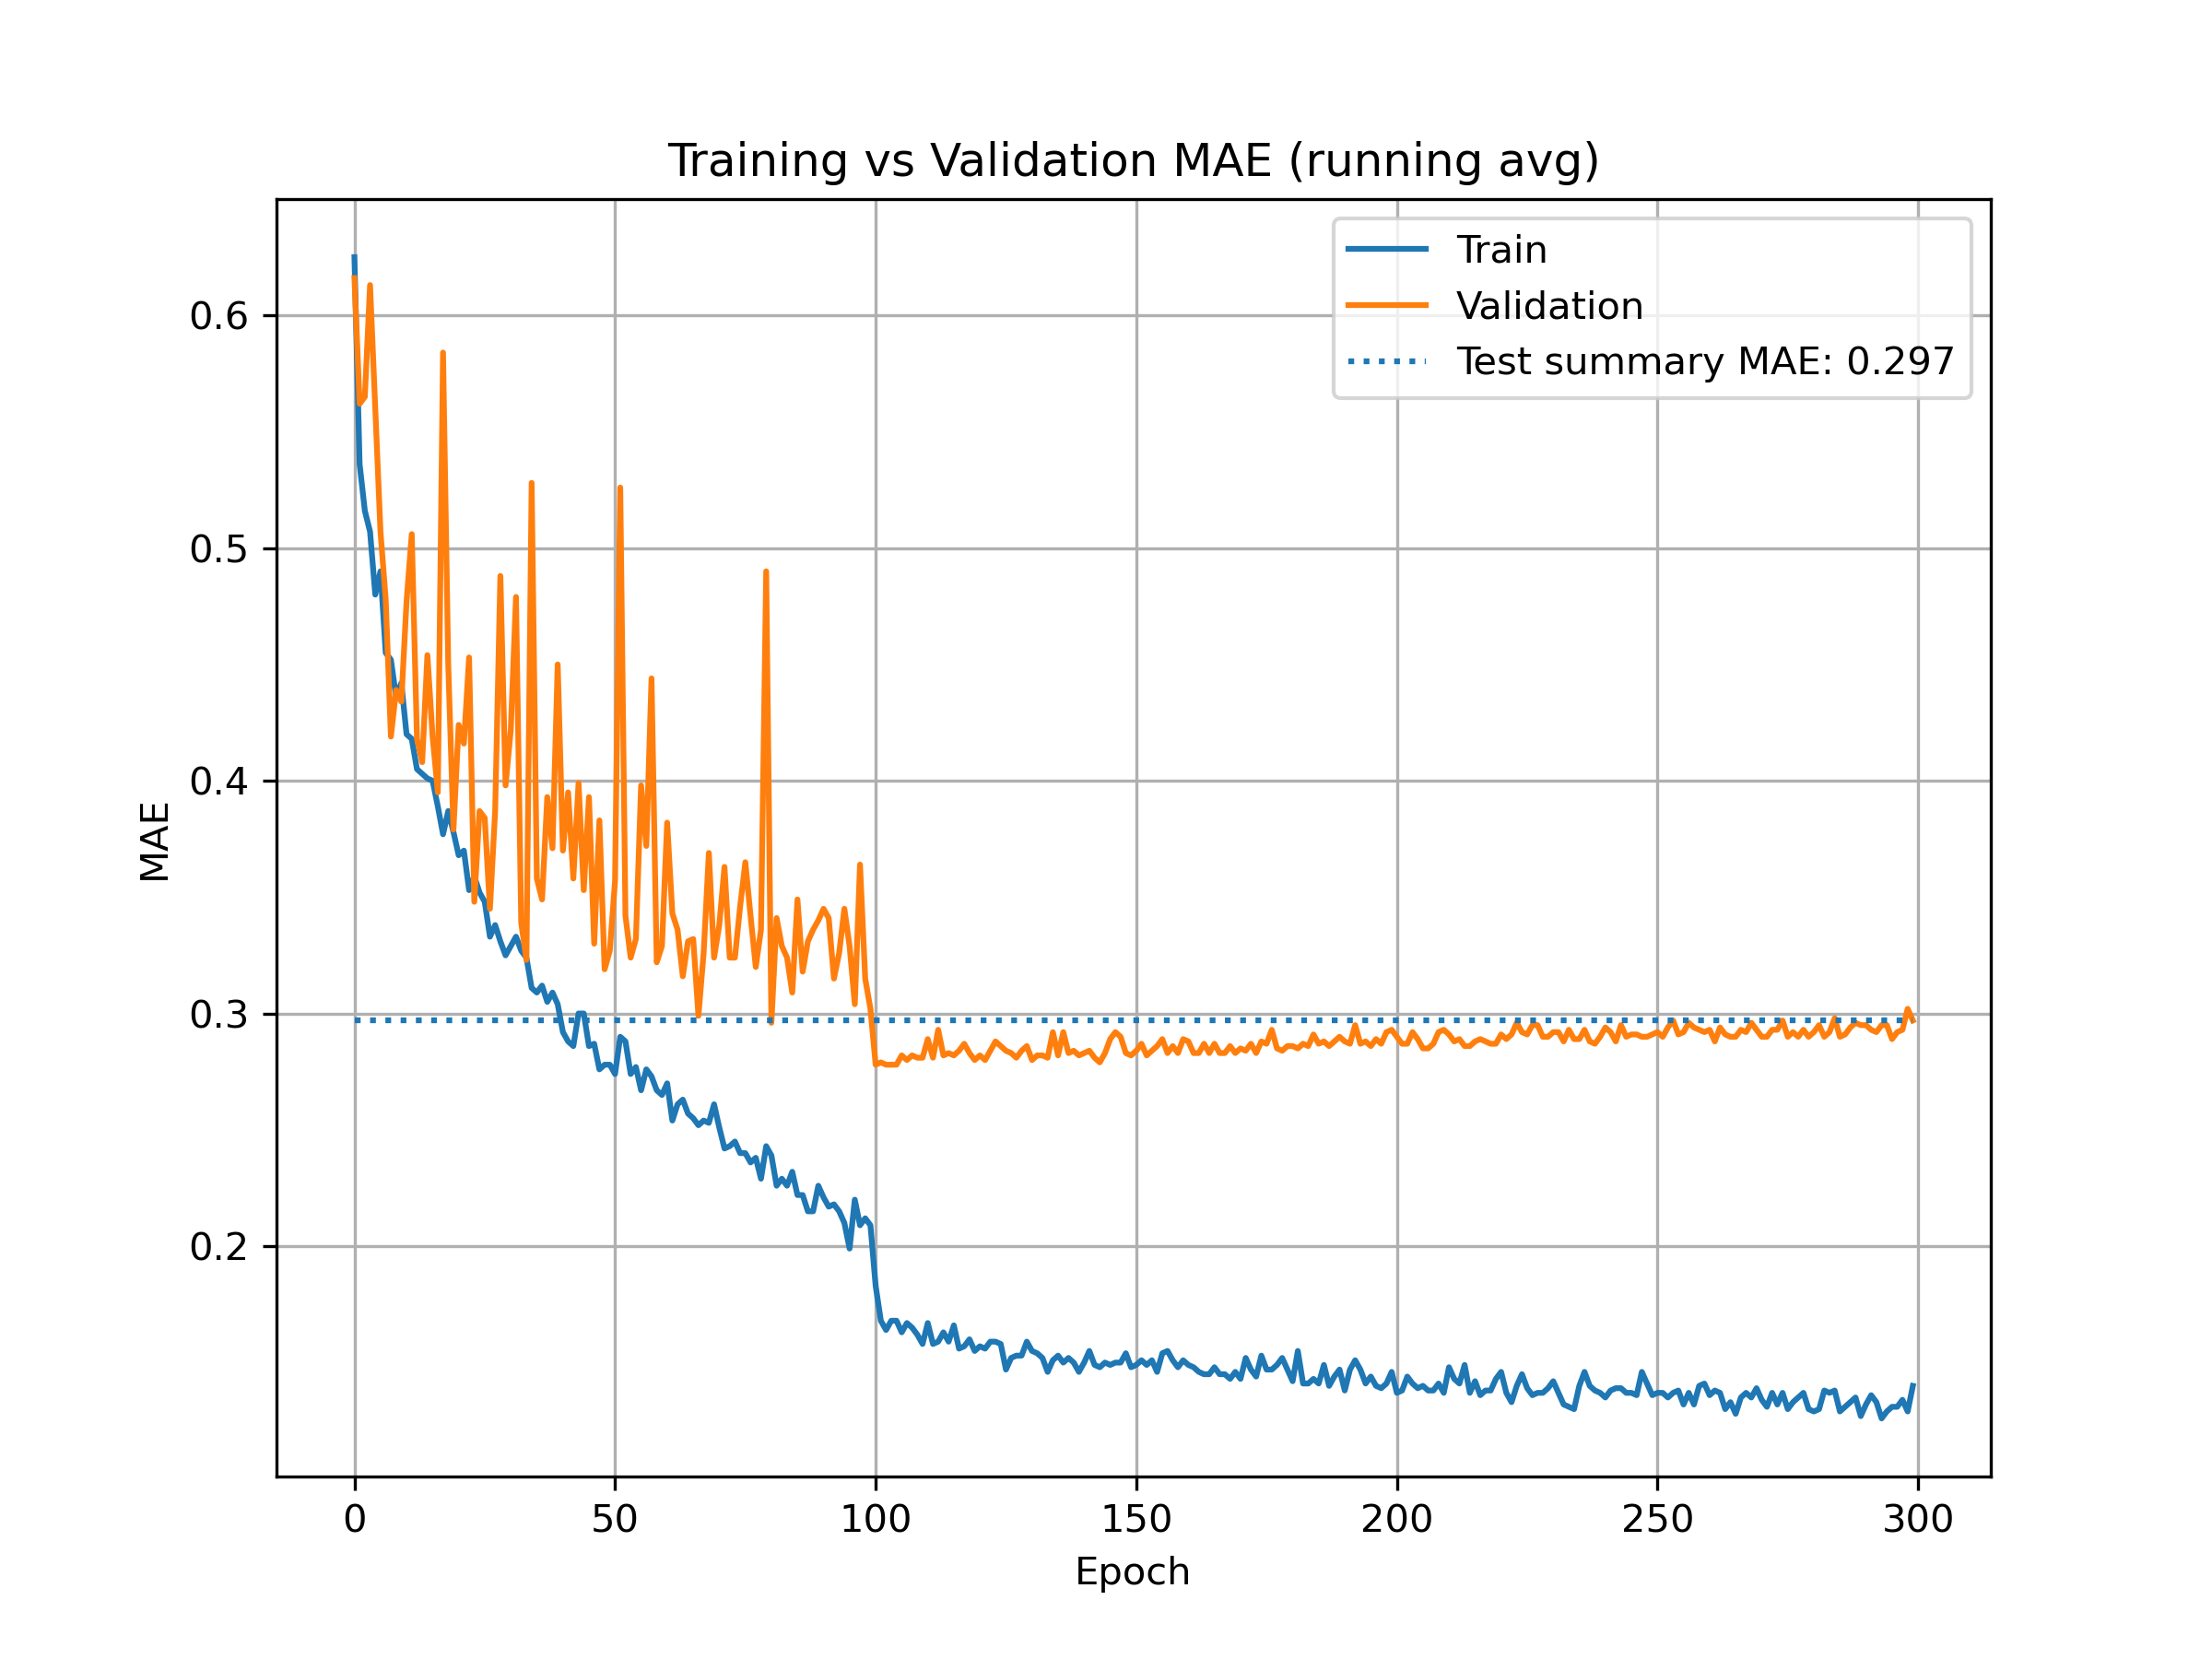 Training vs Validation MAE (running avg)
Train
Validation
Test summary MAE: 0.297
0.6
0.5
0.4
0.3
0.2
MAE
0 50 100 150 200 250 300
Epoch